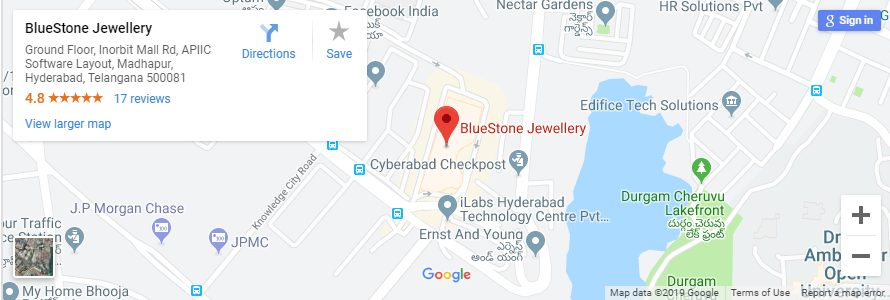 BlueStone Jewellery
Ground Floor, Inorbit Mall Rd, APIIC
Software Layout, Madhapur,
Hyderabad, Telangana 500081
4.8
17 reviews
View larger map
Directions
Save
Facebook India
Nectar Gardens
నెక్టార్
గార్డెన్స్
HR Solutions Pvt
Sign in
Edifice Tech Solutions
BlueStone Jewellery
Cyberabad Checkpost
Knowledge City Road
Durgam Cheruvu
Lakefront
దుర్గం చెరువు
లేక్ ఫ్రంట్
iLabs Hyderabad
Technology Centre Pvt...
Ernst And Young
ఎర్నెస్ట్
అండ్ యంగ్
J.P Morgan Chase
JPMC
our Traffic
ce Station
My Home Bhooja
Google
Durgam
Dr
Ambedkar
Open
University
+
−
Map data ©2019 Google
Terms of Use
Report a map error